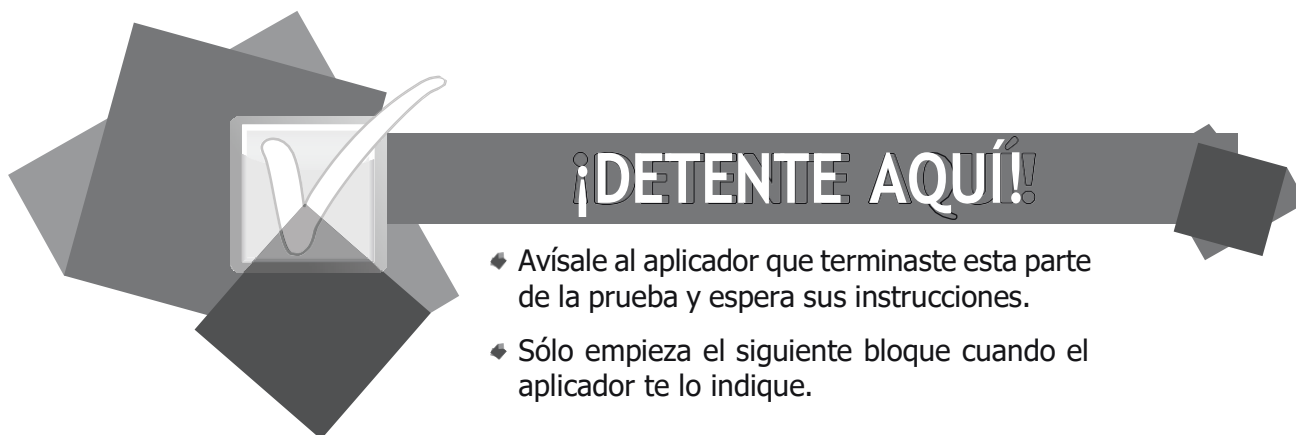 ¡DETENTE AQUÍ!
Avísale al aplicador que terminaste esta parte
de la prueba y espera sus instrucciones.
Sólo empieza el siguiente bloque cuando el
aplicador te lo indique.